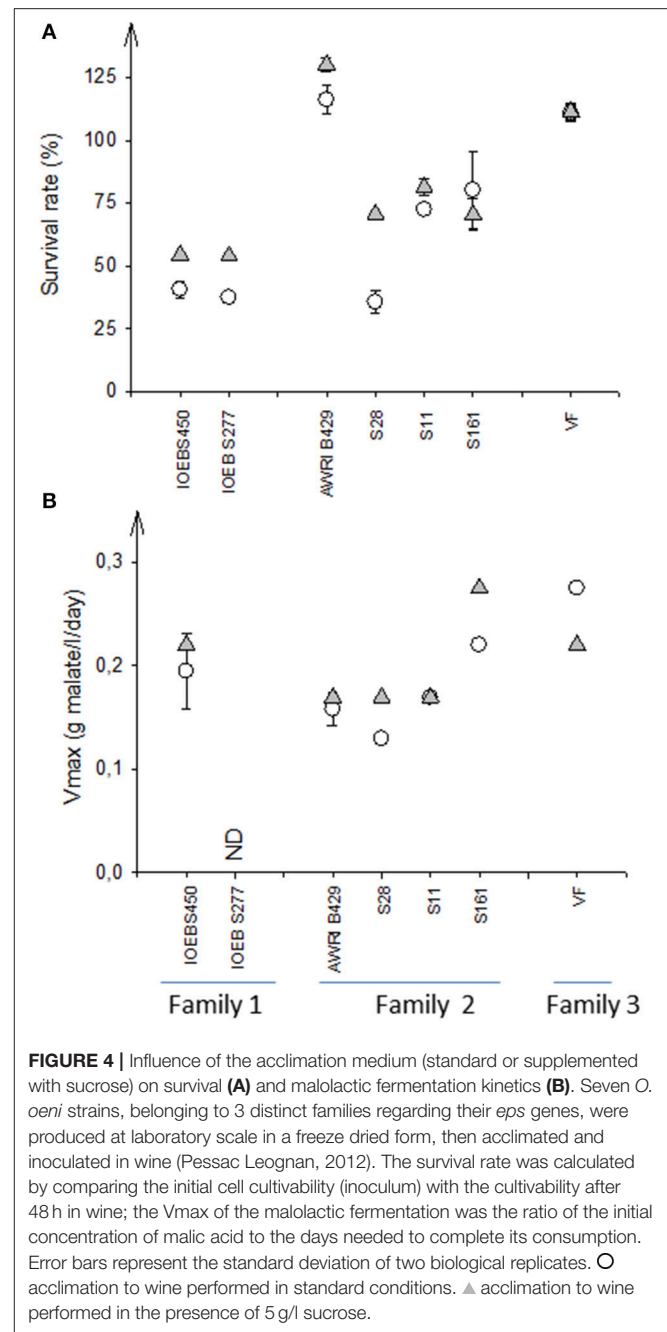 A
125
100
75
50
25
0
Survival rate (%)
IOEBS450
IOEB S277
AWRI B429
S28
S11
S161
VF
B
0,3
0,2
0,1
0,0
Vmax (g malate/l/day)
ND
IOEBS450
IOEB S277
AWRI B429
S28
S11
S161
VF
Family 1
Family 2
Family 3
FIGURE 4 | Influence of the acclimation medium (standard or supplemented
with sucrose) on survival (A) and malolactic fermentation kinetics (B). Seven O.
oeni strains, belonging to 3 distinct families regarding their eps genes, were
produced at laboratory scale in a freeze dried form, then acclimated and
inoculated in wine (Pessac Leognan, 2012). The survival rate was calculated
by comparing the initial cell cultivability (inoculum) with the cultivability after
48 h in wine; the Vmax of the malolactic fermentation was the ratio of the initial
concentration of malic acid to the days needed to complete its consumption.
Error bars represent the standard deviation of two biological replicates. ○
acclimation to wine performed in standard conditions. ▲ acclimation to wine
performed in the presence of 5 g/l sucrose.